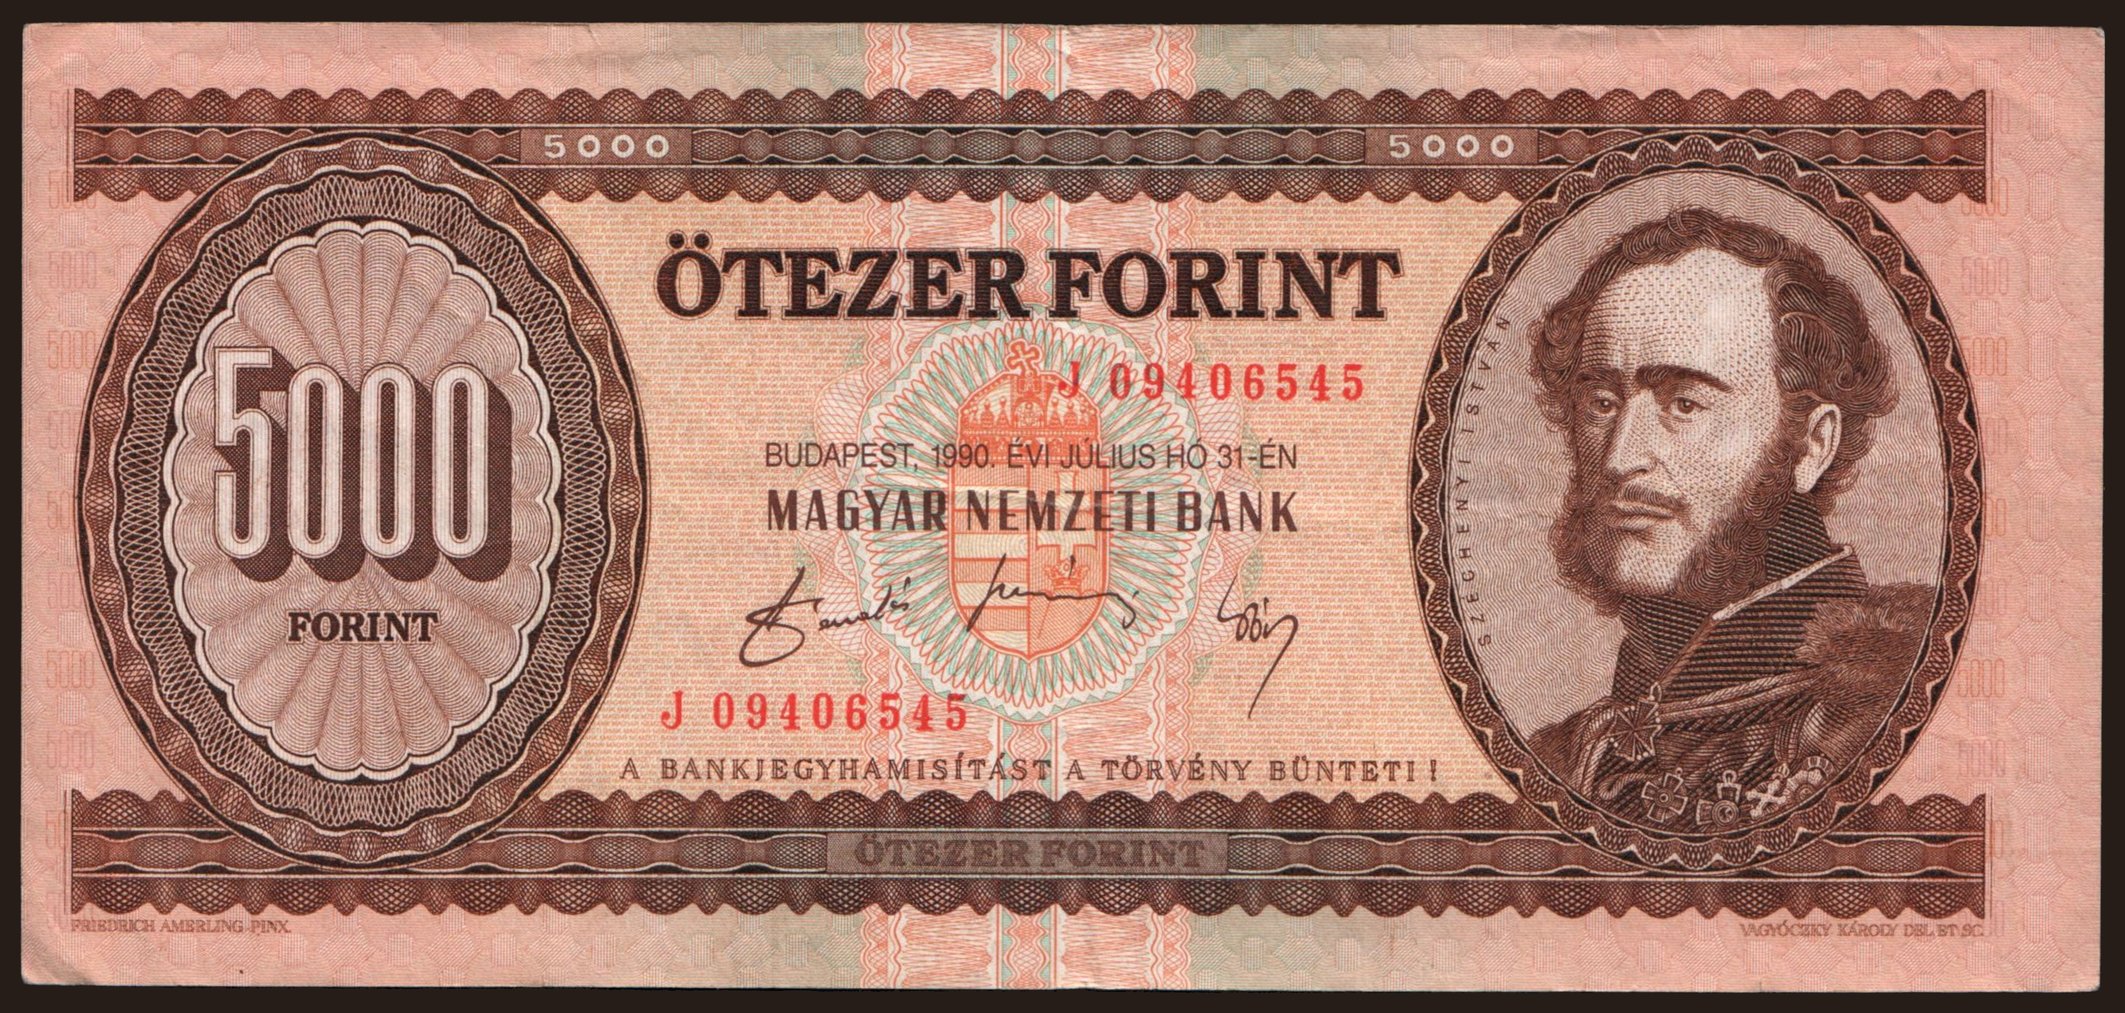 5000 5000
ÖTEZER FORINT
J 09406545
5000
FORINT
BUDAPEST, 1990. ÉVI JÚLIUS HÓ 31-ÉN
MAGYAR NEMZETI BANK
SZÉCHENYI ISTVÁN
J 09406545
A BANKJEGYHAMISÍTÁST A TÖRVÉNY BÜNTETI!
ÖTEZER FORINT
FRIEDRICH AMERLING PINX.
VAGYÓCZKY KÁROLY DEL. ET SC.